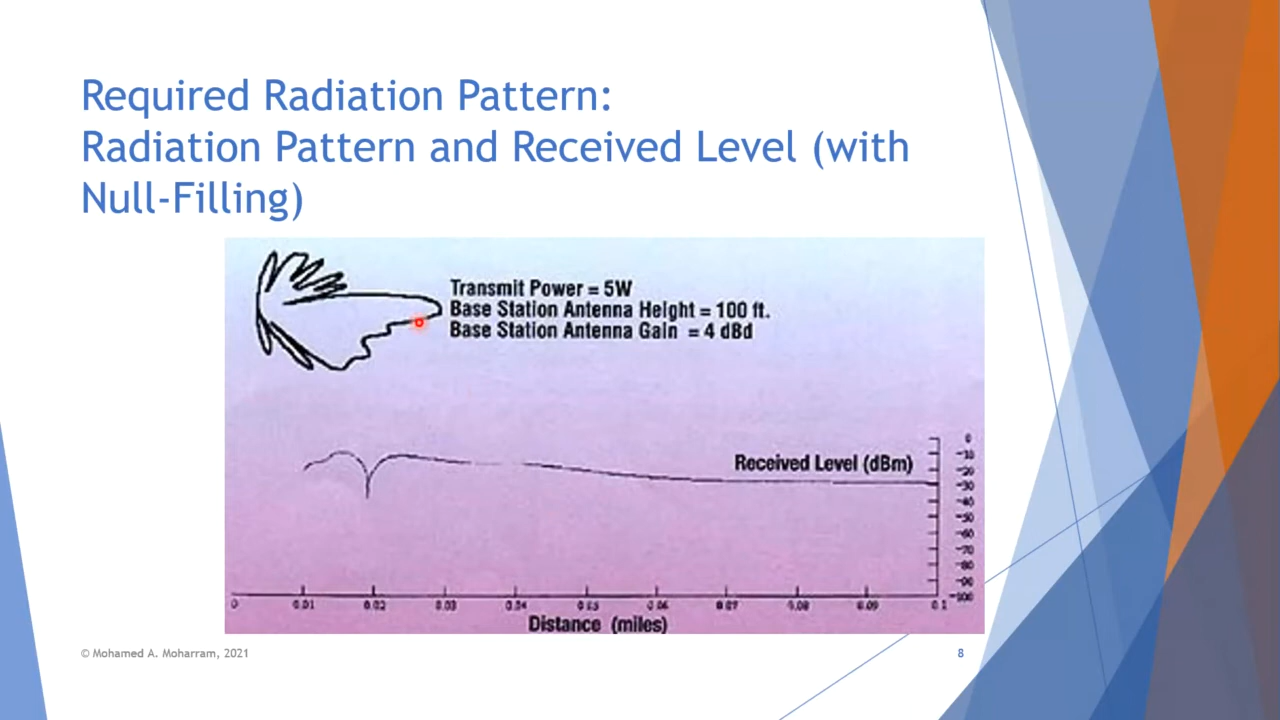 Required Radiation Pattern:
Radiation Pattern and Received Level (with
Null-Filling)
Transmit Power = 5W
Base Station Antenna Height = 100 ft.
Base Station Antenna Gain = 4 dBd
Received Level (dBm)
0
-10
-20
-30
-40
-50
-60
-70
-80
-90
-100
0 0.01 0.02 0.03 0.04 0.05 0.06 0.07 0.08 0.09 0.1
Distance (miles)
© Mohamed A. Moharram, 2021
8